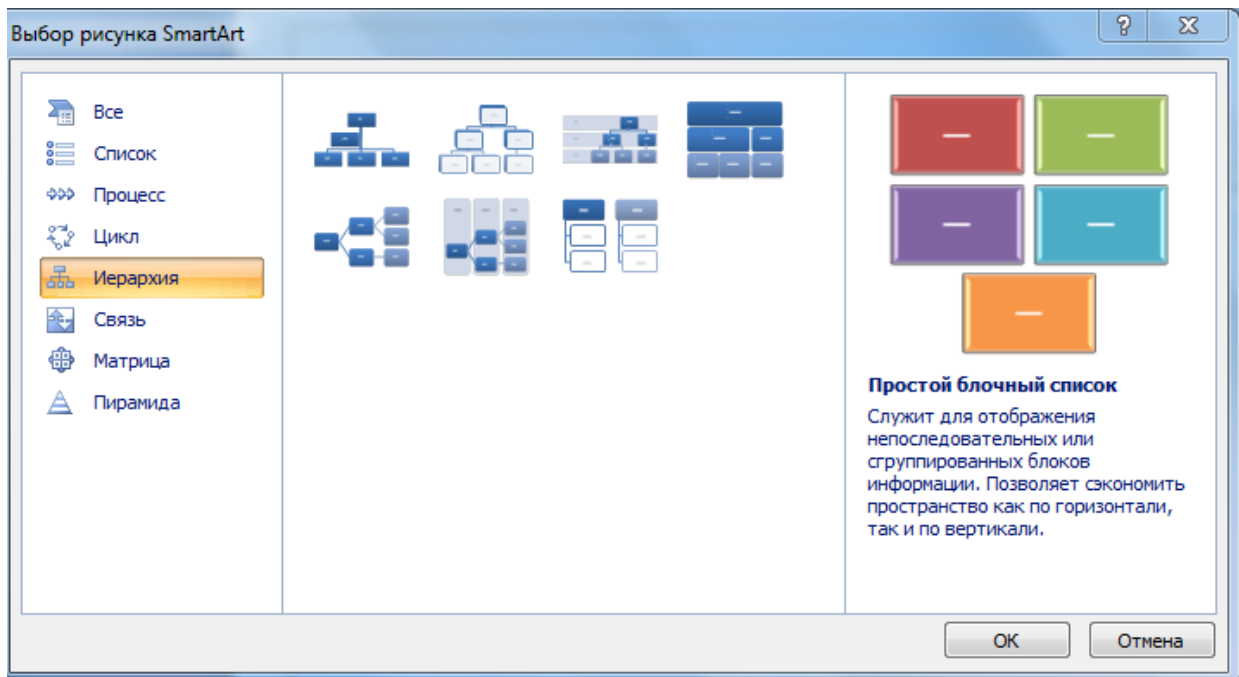 Выбор рисунка SmartArt
Все
Список
Процесс
Цикл
Иерархия
Связь
Матрица
Пирамида
Простой блочный список
Служит для отображения
непоследовательных или
сгруппированных блоков
информации. Позволяет сэкономить
пространство как по горизонтали,
так и по вертикали.
ОК
Отмена